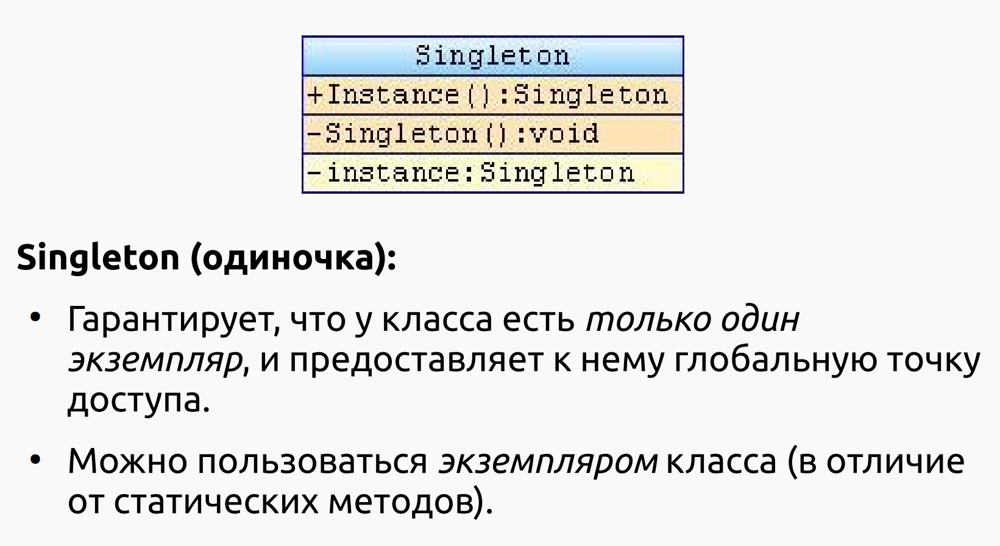 Singleton
+Instance():Singleton
-Singleton():void
-instance:Singleton
Singleton (одиночка):
• Гарантирует, что у класса есть только один
экземпляр, и предоставляет к нему глобальную точку
доступа.
• Можно пользоваться экземпляром класса (в отличие
от статических методов).